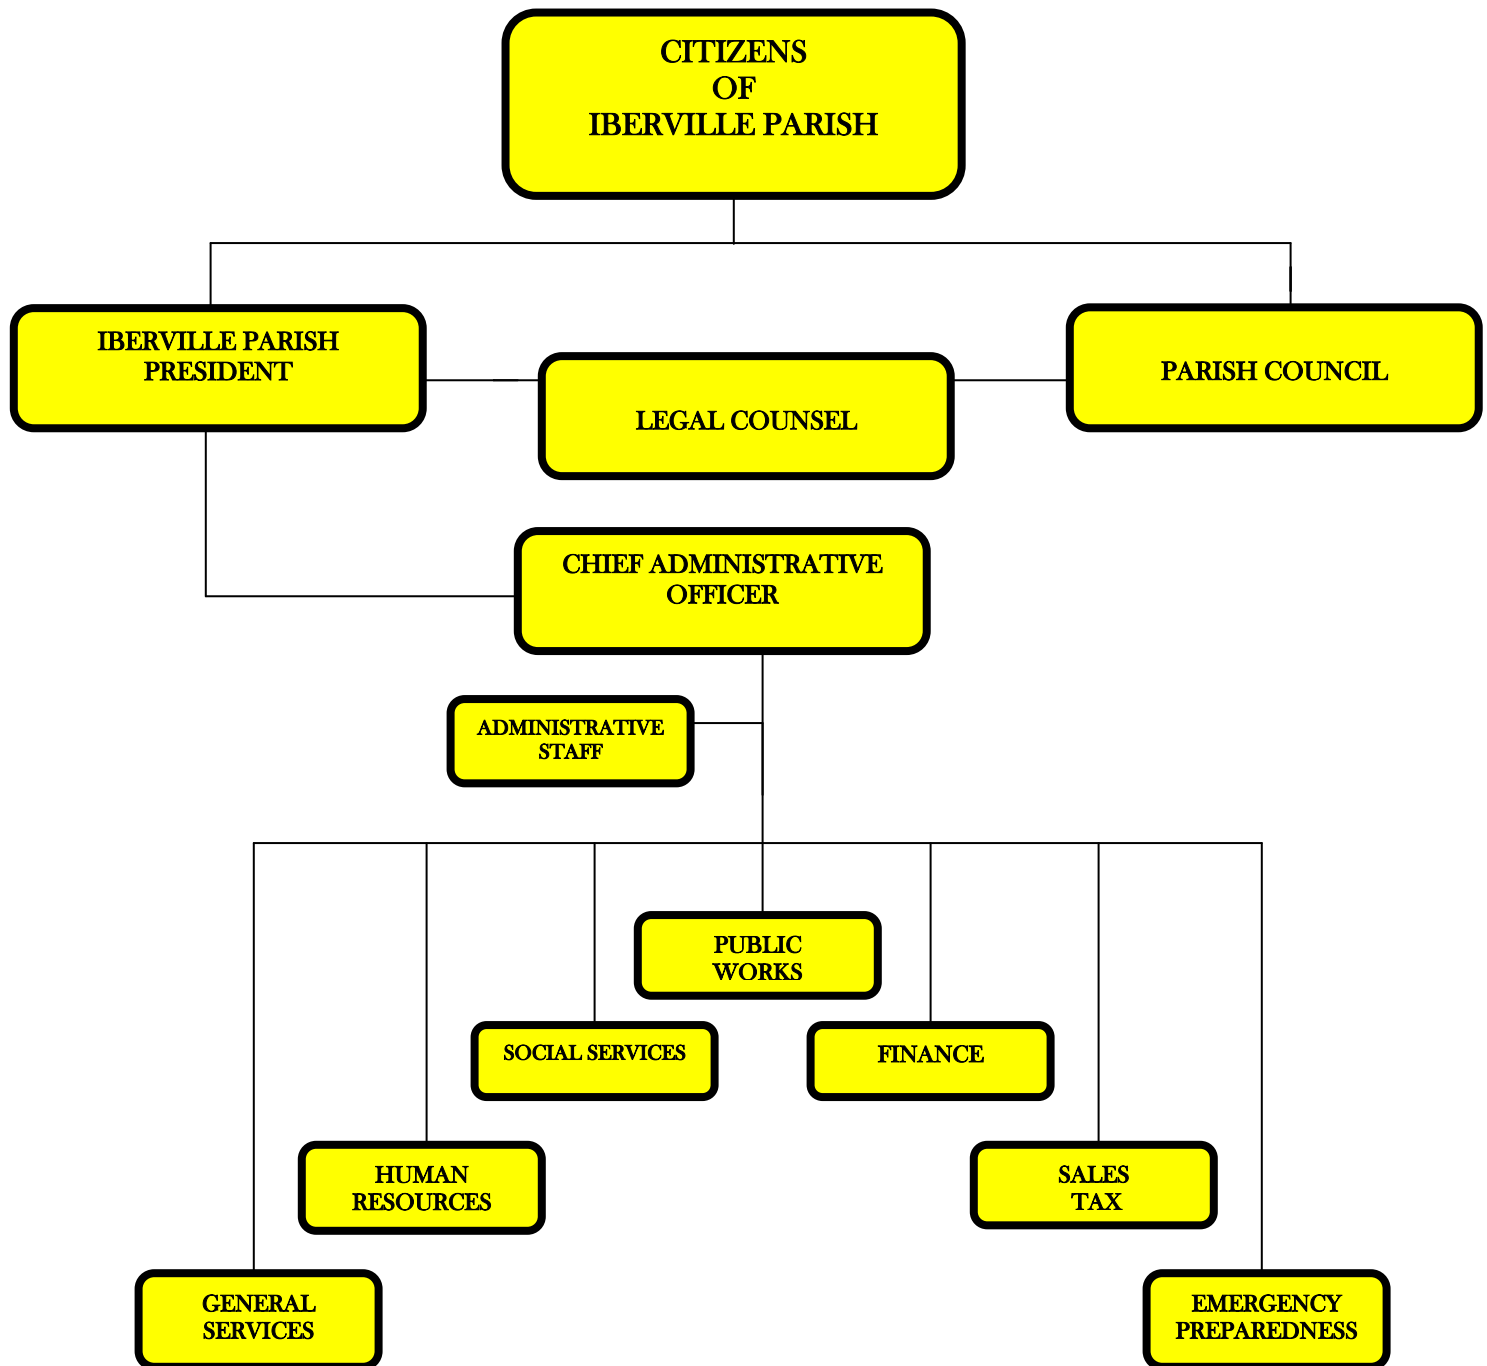 CITIZENS
OF
IBERVILLE PARISH
IBERVILLE PARISH
PRESIDENT
PARISH COUNCIL
LEGAL COUNSEL
CHIEF ADMINISTRATIVE
OFFICER
ADMINISTRATIVE
STAFF
PUBLIC
WORKS
SOCIAL SERVICES
FINANCE
HUMAN
RESOURCES
SALES
TAX
GENERAL
SERVICES
EMERGENCY
PREPAREDNESS